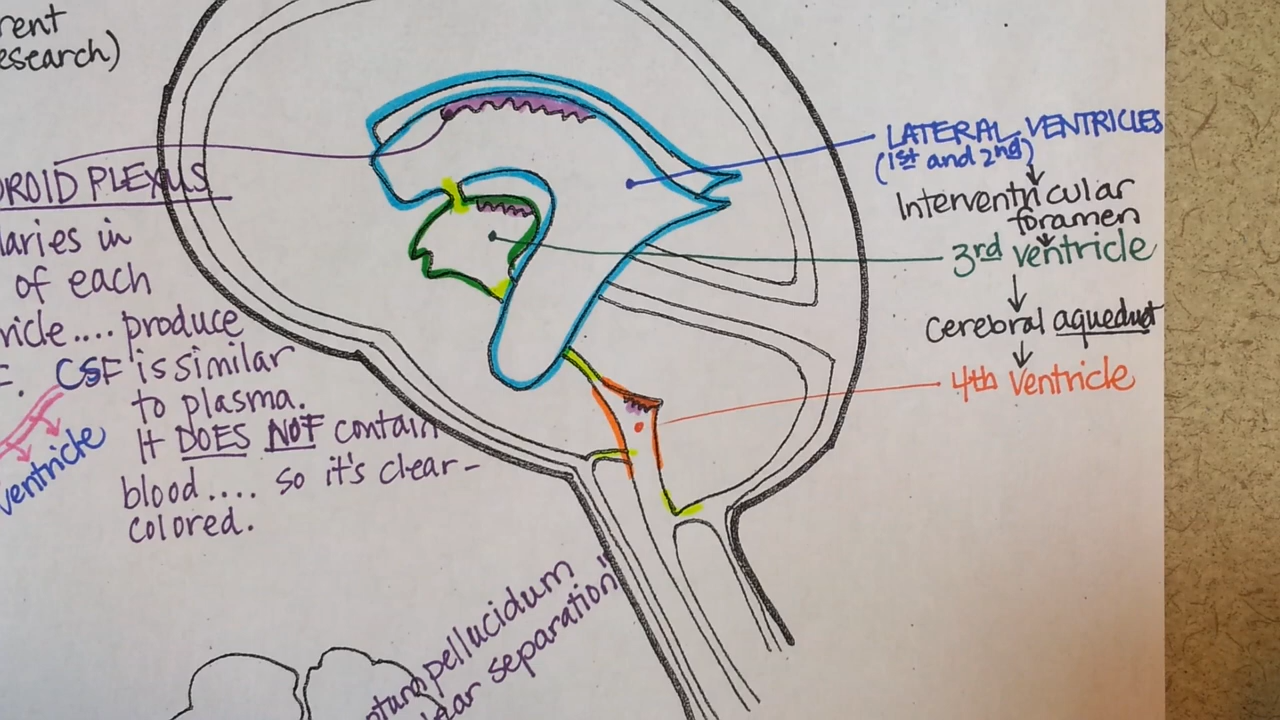 rent
esearch)
OROID PLEXUS
laries in
of each
ricle.... produce
F. CSF is similar
to plasma.
It DOES NOT contain
blood.... so it's clear-
colored.
ventricle
LATERAL VENTRICLES
(1st and 2nd)
Interventricular
foramen
3rd ventricle
Cerebral aqueduct
4th ventricle
ptum pellucidum
lear separation"